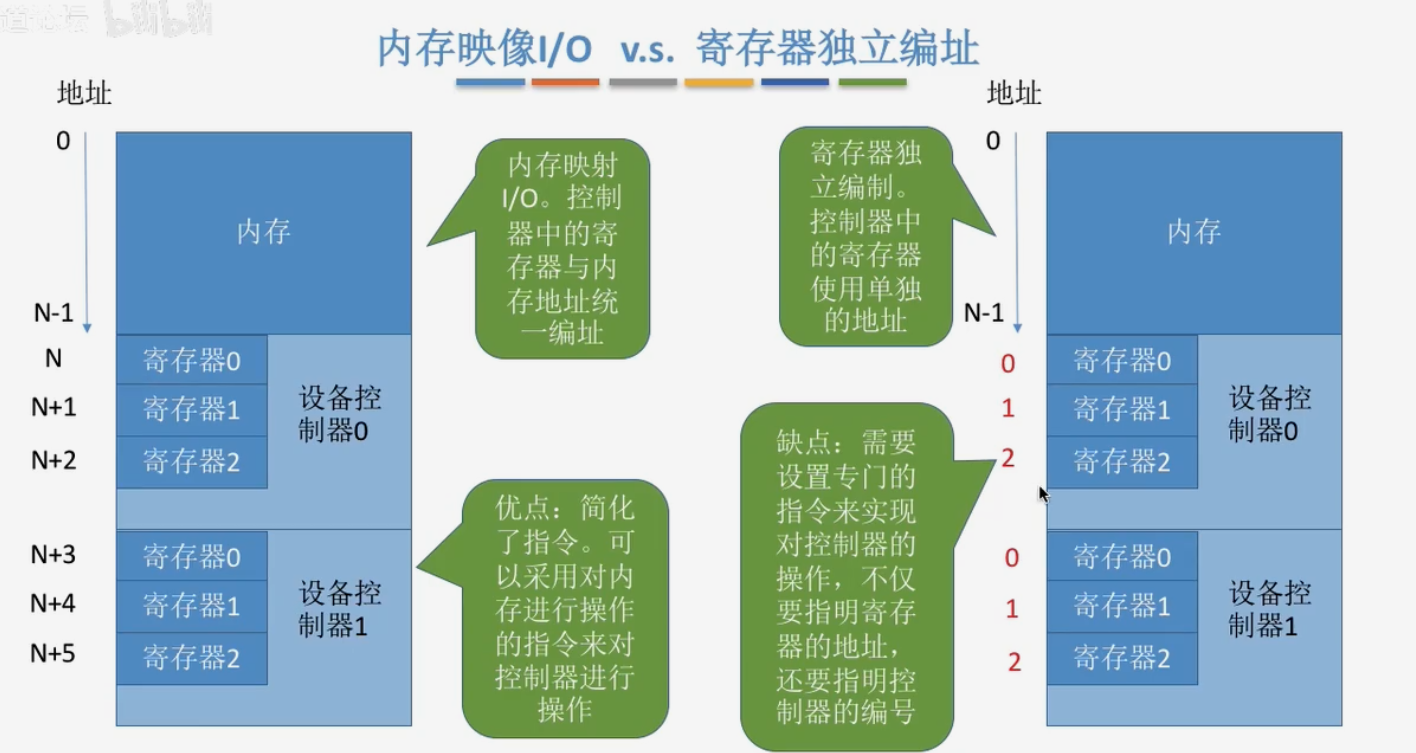 道论坛 bilibili
内存映像I/O v.s. 寄存器独立编址
地址
0
N-1
N
N+1
N+2
N+3
N+4
N+5
内存
寄存器0
寄存器1
寄存器2
设备控
制器0
寄存器0
寄存器1
寄存器2
设备控
制器1
内存映射
I/O。控制
器中的寄
存器与内
存地址统
一编址
优点：简化
了指令。可
以采用对内
存进行操作
的指令来对
控制器进行
操作
寄存器独
立编制。
控制器中
的寄存器
使用单独
的地址
缺点：需要
设置专门的
指令来实现
对控制器的
操作，不仅
要指明寄存
器的地址，
还要指明控
制器的编号
地址
0
N-1
0
1
2
0
1
2
内存
寄存器0
寄存器1
寄存器2
设备控
制器0
寄存器0
寄存器1
寄存器2
设备控
制器1